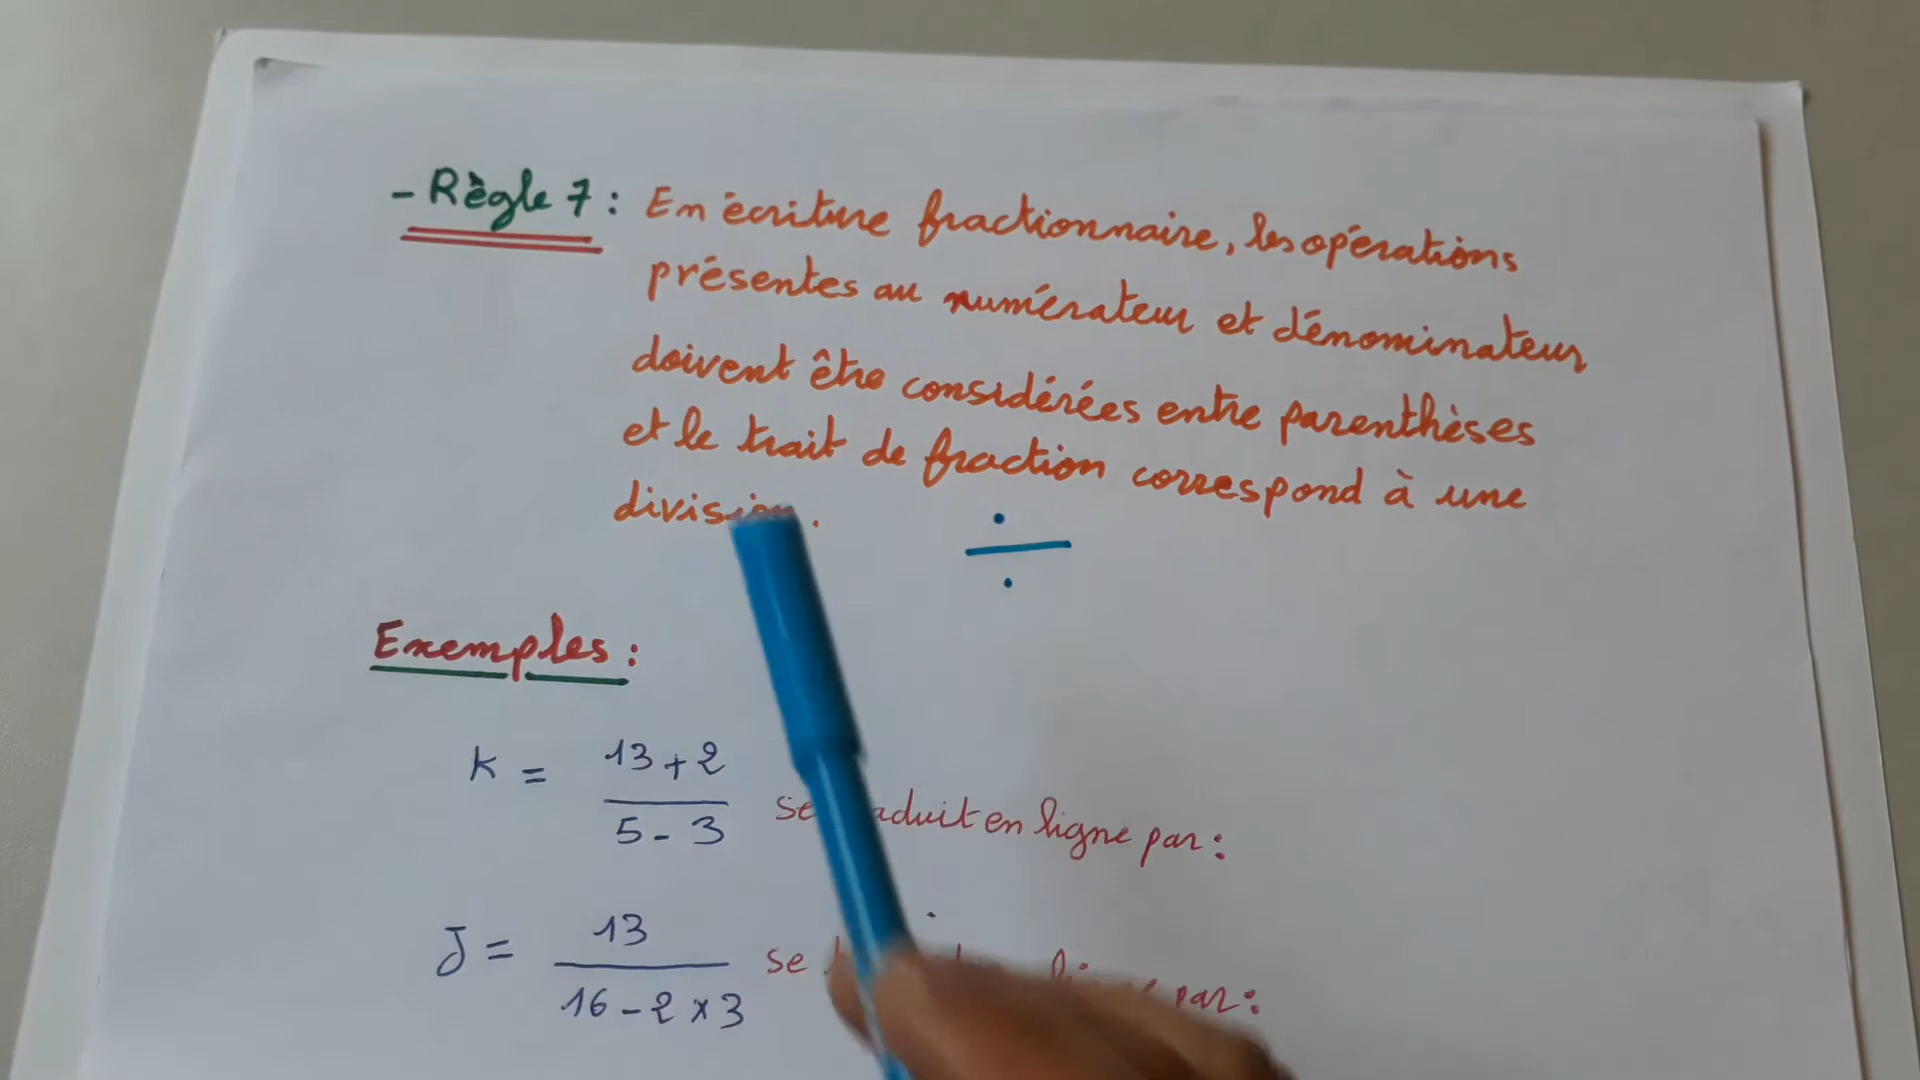 - Règle 7 : En écriture fractionnaire, les opérations
présentes au numérateur et dénominateur
doivent être considérées entre parenthèses
et le trait de fraction correspond à une
division.
÷
Exemples :
K = 13 + 2
5 - 3
se en ligne par :
J = 13
16 - 2 × 3
se par :